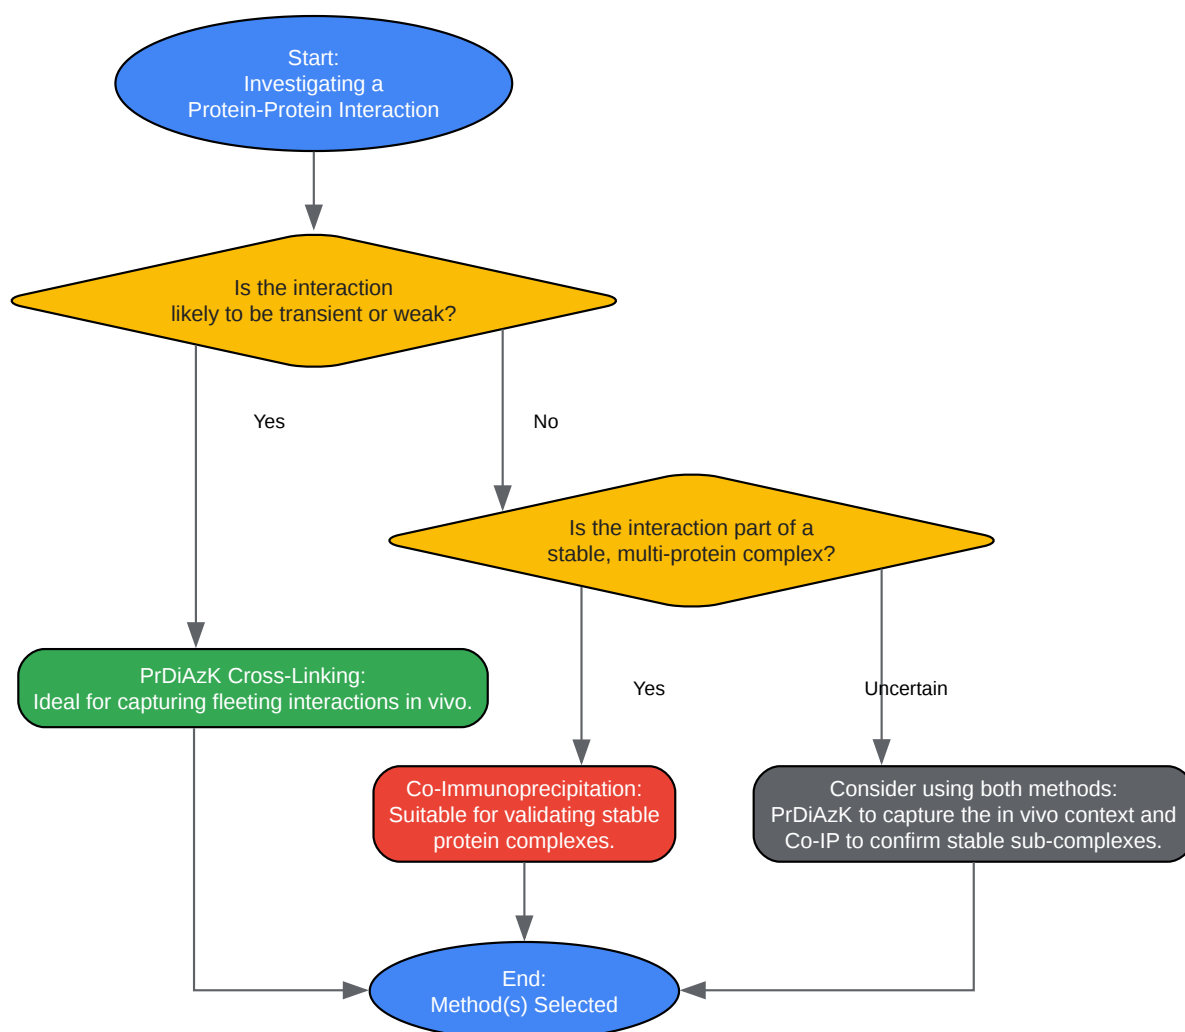 Start:
Investigating a
Protein-Protein Interaction
Is the interaction
likely to be transient or weak?
Yes
No
Is the interaction part of a
stable, multi-protein complex?
PrDiAzK Cross-Linking:
Ideal for capturing fleeting interactions in vivo.
Yes
Uncertain
Co-Immunoprecipitation:
Suitable for validating stable
protein complexes.
Consider using both methods:
PrDiAzK to capture the in vivo context and
Co-IP to confirm stable sub-complexes.
End:
Method(s) Selected